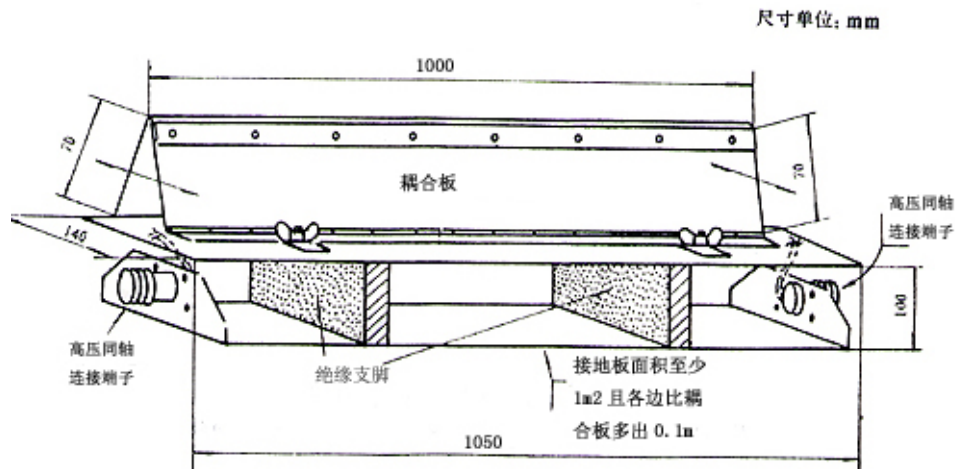 尺寸单位: mm
1000
70
70
耦合板
高压同轴
连接端子
140
100
高压同轴
连接端子
绝缘支脚
接地板面积至少
1m2 且各边比耦
合板多出 0.1m
1050